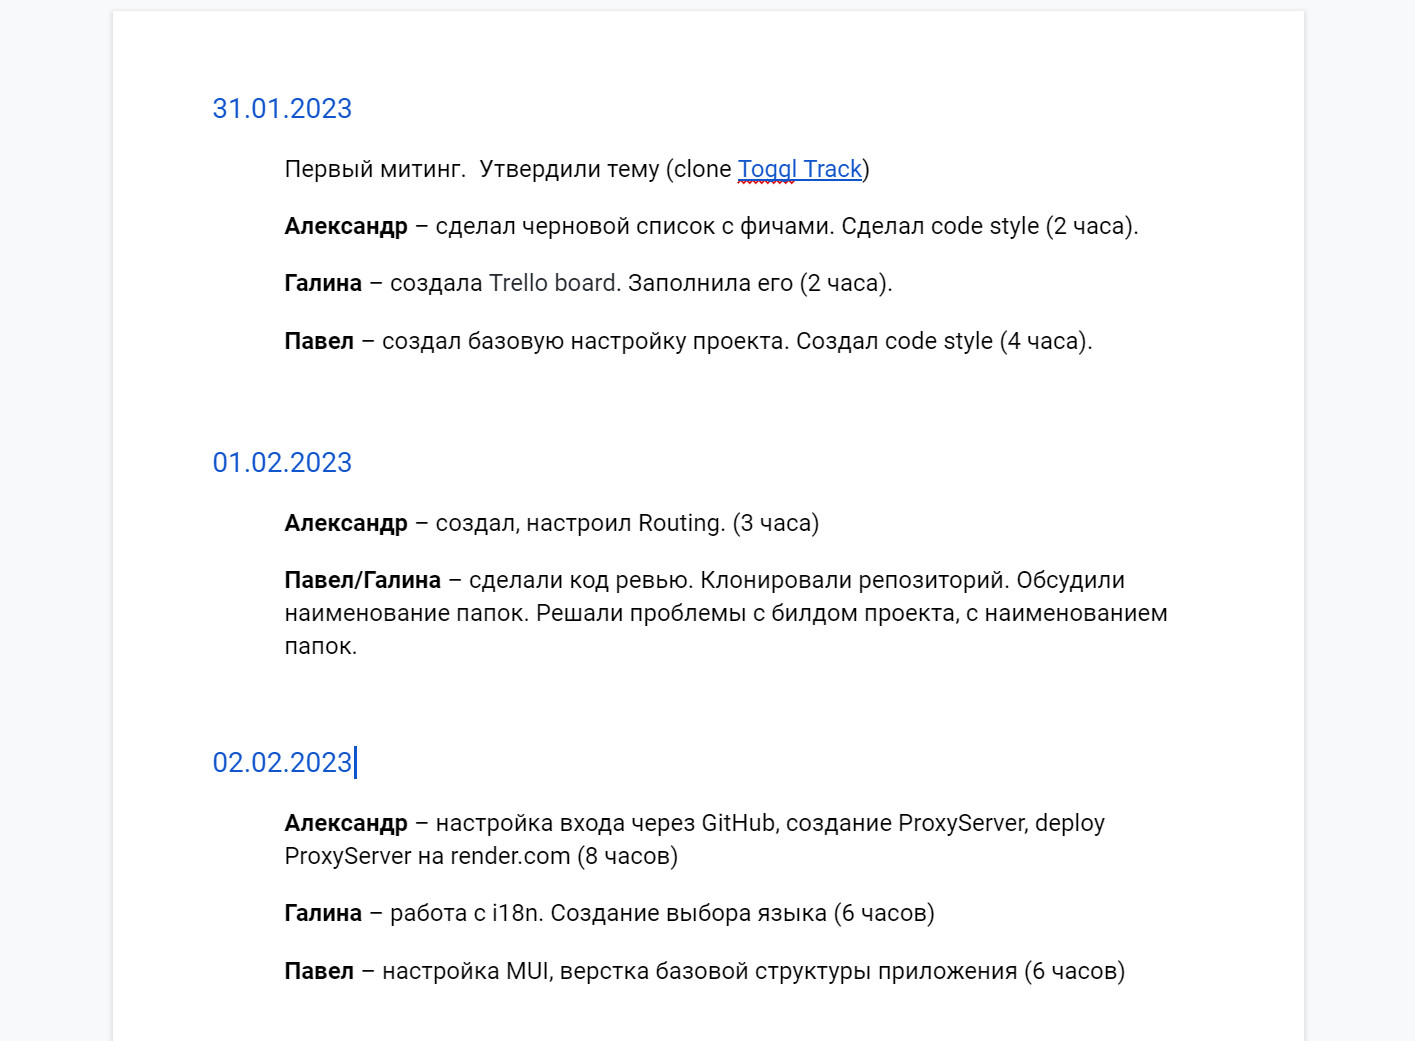 31.01.2023
Первый митинг.  Утвердили тему (clone Toggl Track)
Александр – сделал черновой список с фичами. Сделал code style (2 часа).
Галина – создала Trello board. Заполнила его (2 часа).
Павел – создал базовую настройку проекта. Создал code style (4 часа).
01.02.2023
Александр – создал, настроил Routing. (3 часа)
Павел/Галина – сделали код ревью. Клонировали репозиторий. Обсудили
наименование папок. Решали проблемы с билдом проекта, с наименованием
папок.
02.02.2023
Александр – настройка входа через GitHub, создание ProxyServer, deploy
ProxyServer на render.com (8 часов)
Галина – работа с i18n. Создание выбора языка (6 часов)
Павел – настройка MUI, верстка базовой структуры приложения (6 часов)